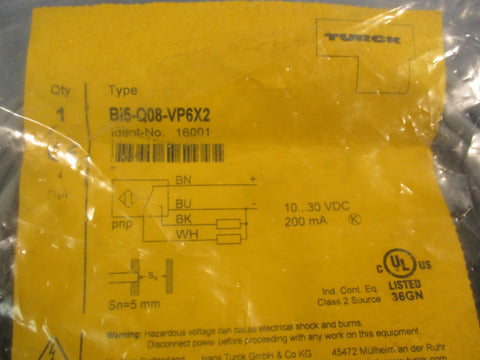 TURCK
Qty Type
1 Bi5-Q08-VP6X2
Ident-No. 16001
BN +
BU -
BK
WH
pnp
10...30 VDC
200 mA K
Sn
Sn=5 mm
C UL US
LISTED
36GN
Ind. Cont. Eq.
Class 2 Source
Warning: Hazardous voltage can cause electrical shock and burns.
Disconnect power before any work on this equipment
Hans Turck GmbH & Co KG 45472 Mülheim an der Ruhr